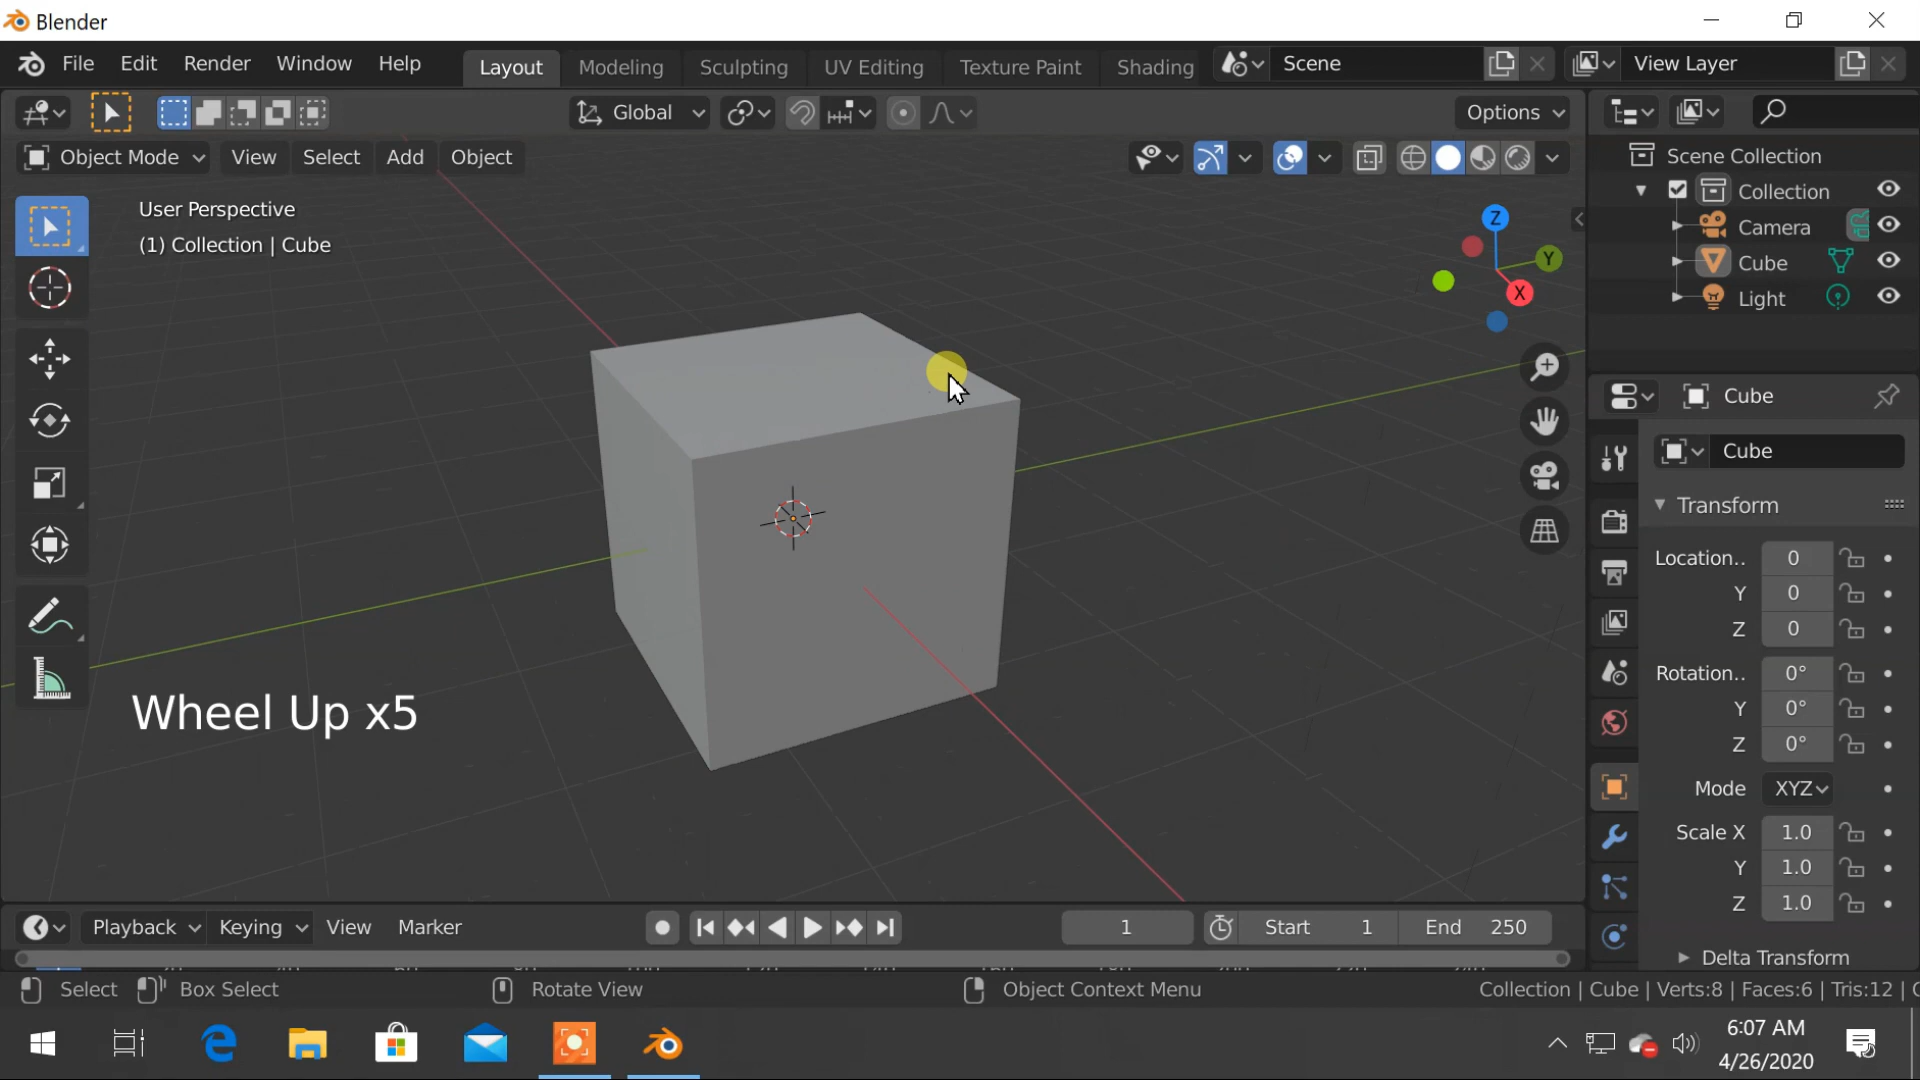 Blender
File Edit Render Window Help Layout Modeling Sculpting UV Editing Texture Paint Shading Scene View Layer
Global Options
Object Mode View Select Add Object
User Perspective
(1) Collection | Cube
Z
Y
X
Wheel Up x5
Scene Collection
Collection
Camera
Cube
Light
Cube
Cube
Transform
Location.. 0
Y 0
Z 0
Rotation.. 0°
Y 0°
Z 0°
Mode XYZ
Scale X 1.0
Y 1.0
Z 1.0
Delta Transform
Playback Keying View Marker 1 Start 1 End 250
Select Box Select Rotate View Object Context Menu Collection | Cube | Verts:8 | Faces:6 | Tris:12 |
6:07 AM
4/26/2020